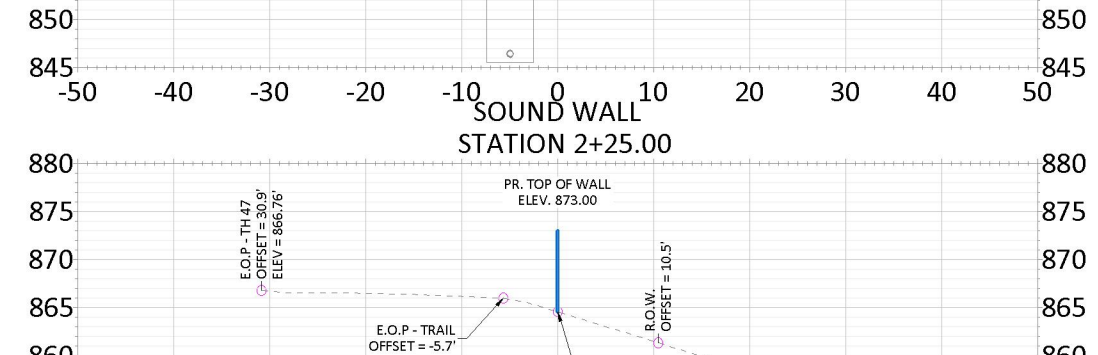 850 850
845 845
-50 -40 -30 -20 -10 0 10 20 30 40 50
SOUND WALL
STATION 2+25.00
880 880
PR. TOP OF WALL
ELEV. 873.00
875 875
E.O.P - TH 47
OFFSET = 30.9'
ELEV = 866.76'
870 870
R.O.W.
OFFSET = 10.5'
865 865
E.O.P - TRAIL
OFFSET = -5.7'
860 860